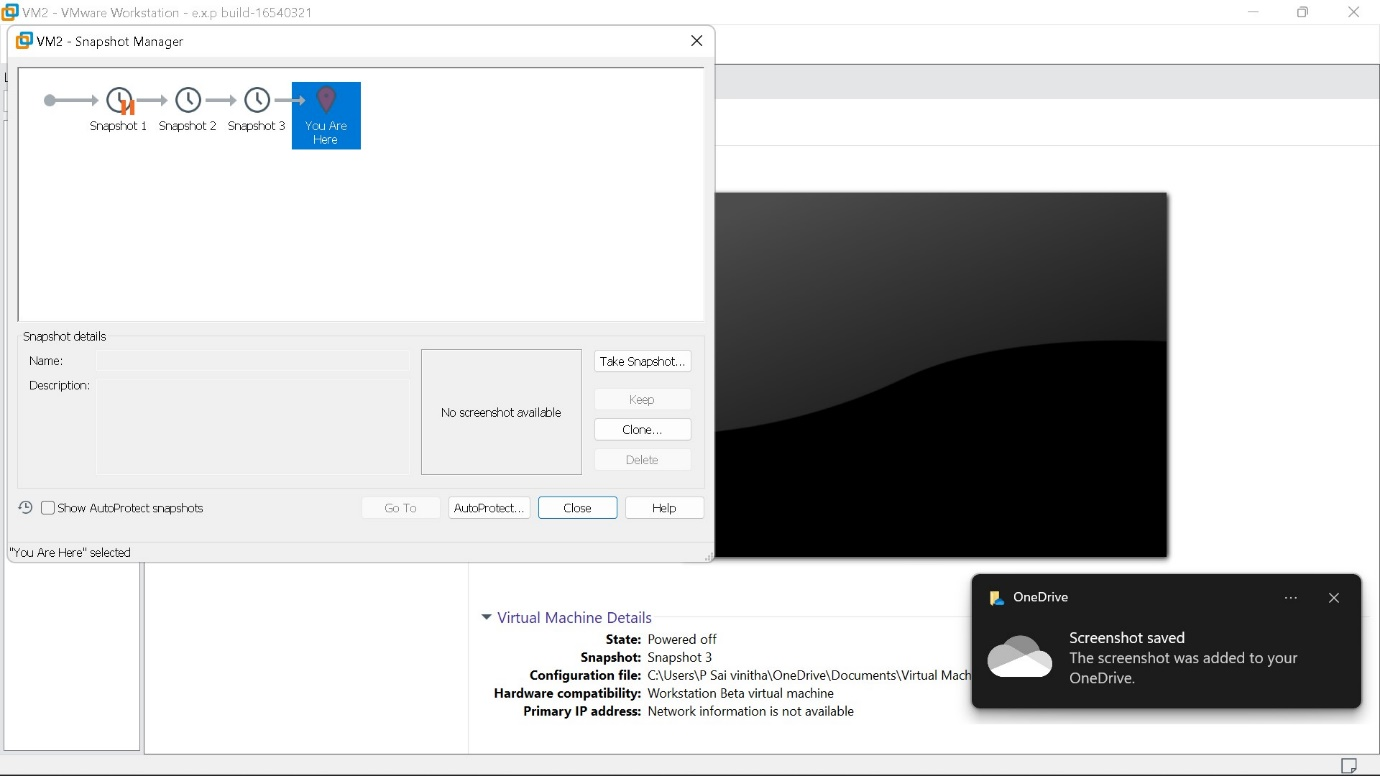 VM2 - VMware Workstation - e.x.p build-16540321
VM2 - Snapshot Manager
Snapshot 1
Snapshot 2
Snapshot 3
You Are
Here
Snapshot details
Name:
Description:
No screenshot available
Take Snapshot...
Keep
Clone...
Delete
Show AutoProtect snapshots
Go To
AutoProtect...
Close
Help
"You Are Here" selected
Virtual Machine Details
State: Powered off
Snapshot: Snapshot 3
Configuration file: C:\Users\P Sai vinitha\OneDrive\Documents\Virtual Mach
Hardware compatibility: Workstation Beta virtual machine
Primary IP address: Network information is not available
OneDrive
Screenshot saved
The screenshot was added to your
OneDrive.